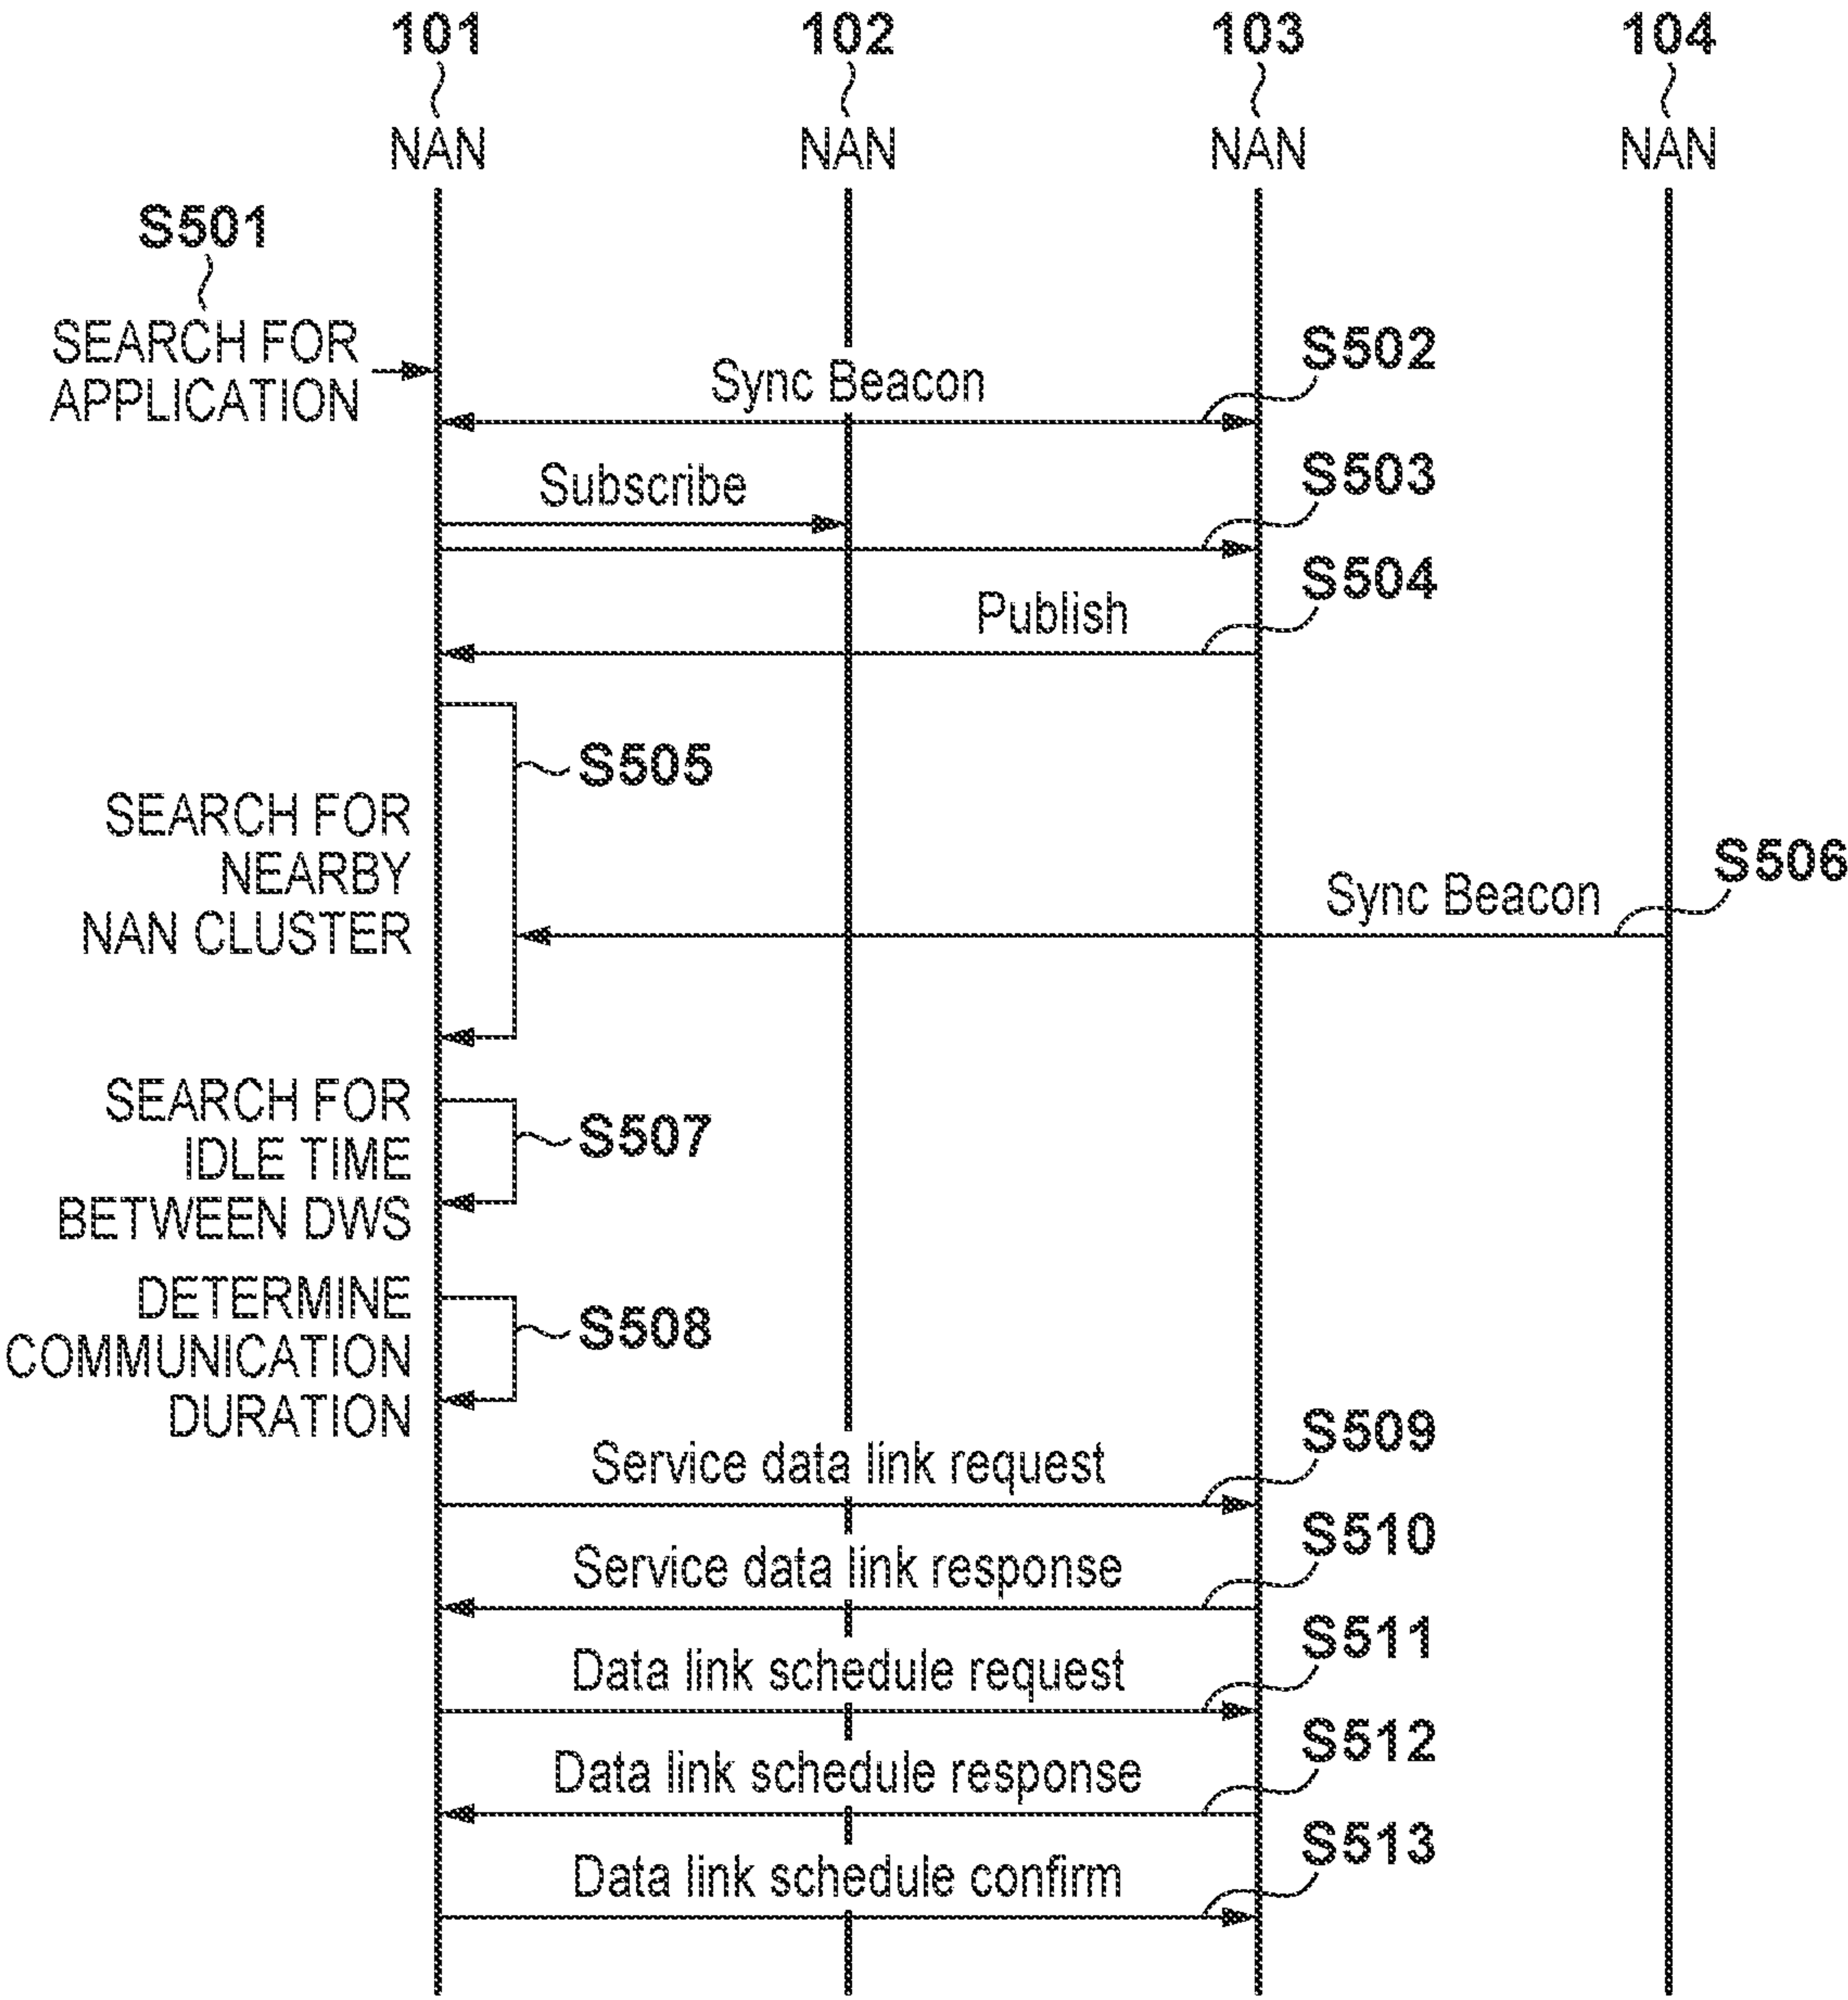 101 102 103 104
NAN NAN NAN NAN
S501
SEARCH FOR
APPLICATION
S502
Sync Beacon
S503
Subscribe
S504
Publish
S505
SEARCH FOR
NEARBY
NAN CLUSTER
S506
Sync Beacon
SEARCH FOR
IDLE TIME
BETWEEN DWS
S507
DETERMINE
COMMUNICATION
DURATION
S508
S509
Service data link request
S510
Service data link response
S511
Data link schedule request
S512
Data link schedule response
S513
Data link schedule confirm